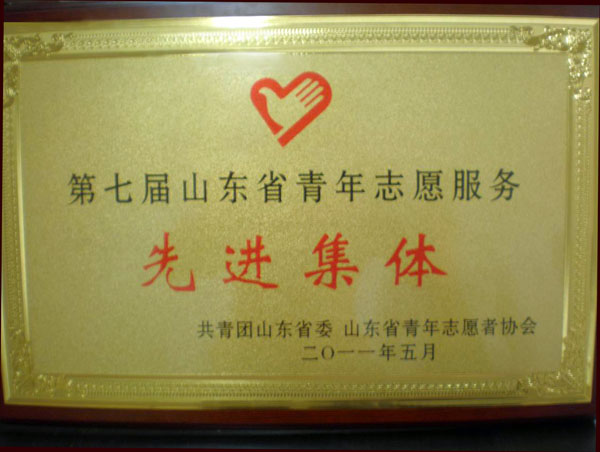 第七届山东省青年志愿服务
先进集体
共青团山东省委 山东省青年志愿者协会
二〇一一年五月